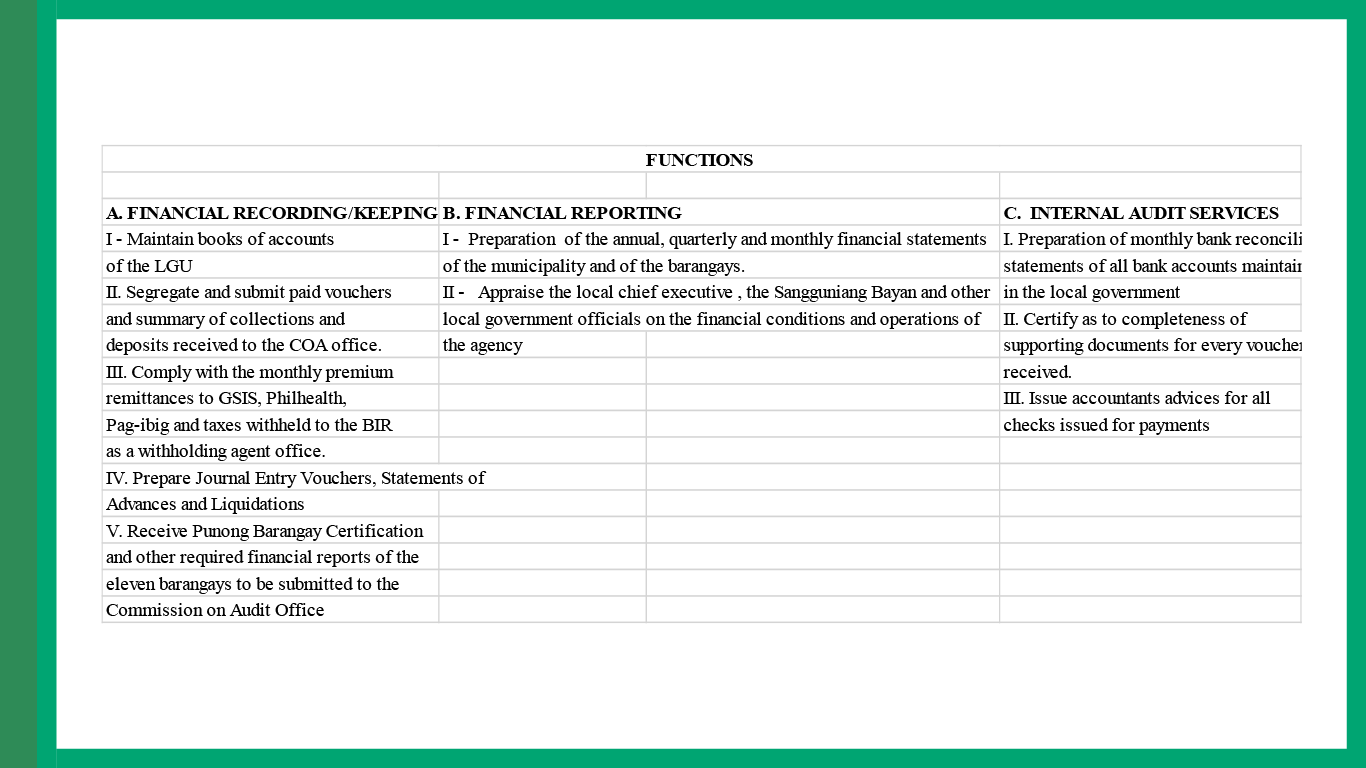 FUNCTIONS
A. FINANCIAL RECORDING/KEEPING
I - Maintain books of accounts
of the LGU
II. Segregate and submit paid vouchers
and summary of collections and
deposits received to the COA office.
III. Comply with the monthly premium
remittances to GSIS, Philhealth,
Pag-ibig and taxes withheld to the BIR
as a withholding agent office.
IV. Prepare Journal Entry Vouchers, Statements of
Advances and Liquidations
V. Receive Punong Barangay Certification
and other required financial reports of the
eleven barangays to be submitted to the
Commission on Audit Office
B. FINANCIAL REPORTING
I - Preparation of the annual, quarterly and monthly financial statements
of the municipality and of the barangays.
II - Appraise the local chief executive , the Sangguniang Bayan and other
local government officials on the financial conditions and operations of
the agency
C. INTERNAL AUDIT SERVICES
I. Preparation of monthly bank reconcili
statements of all bank accounts maintain
in the local government
II. Certify as to completeness of
supporting documents for every voucher
received.
III. Issue accountants advices for all
checks issued for payments